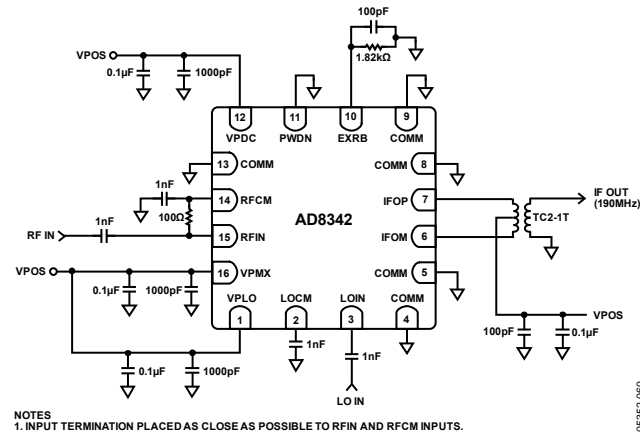 100pF
VPOS
0.1µF
1000pF
1.82kΩ
12
11
10
9
VPDC
PWDN
EXRB
COMM
13 COMM
COMM 8
1nF
14 RFCM
IFOP 7
IF OUT
(190MHz)
100Ω
AD8342
TC2-1T
1nF
RF IN
15 RFIN
IFOM 6
VPOS
16 VPMX
COMM 5
0.1µF
1000pF
VPLO
LOCM
LOIN
COMM
1
2
3
4
VPOS
100pF
0.1µF
1nF
1nF
0.1µF
1000pF
LO IN
NOTES
1. INPUT TERMINATION PLACED AS CLOSE AS POSSIBLE TO RFIN AND RFCM INPUTS.
05352-060